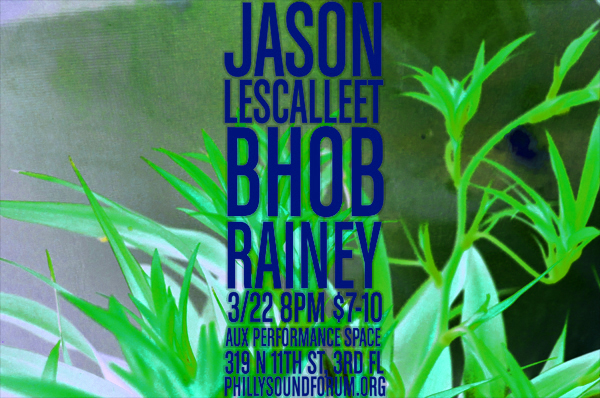 JASON
LESCALLEET
BHOB
RAINEY
3/22 8PM $7-10
AUX PERFORMANCE SPACE
319 N 11TH ST, 3RD FL
PHILLYSOUNDFORUM.ORG